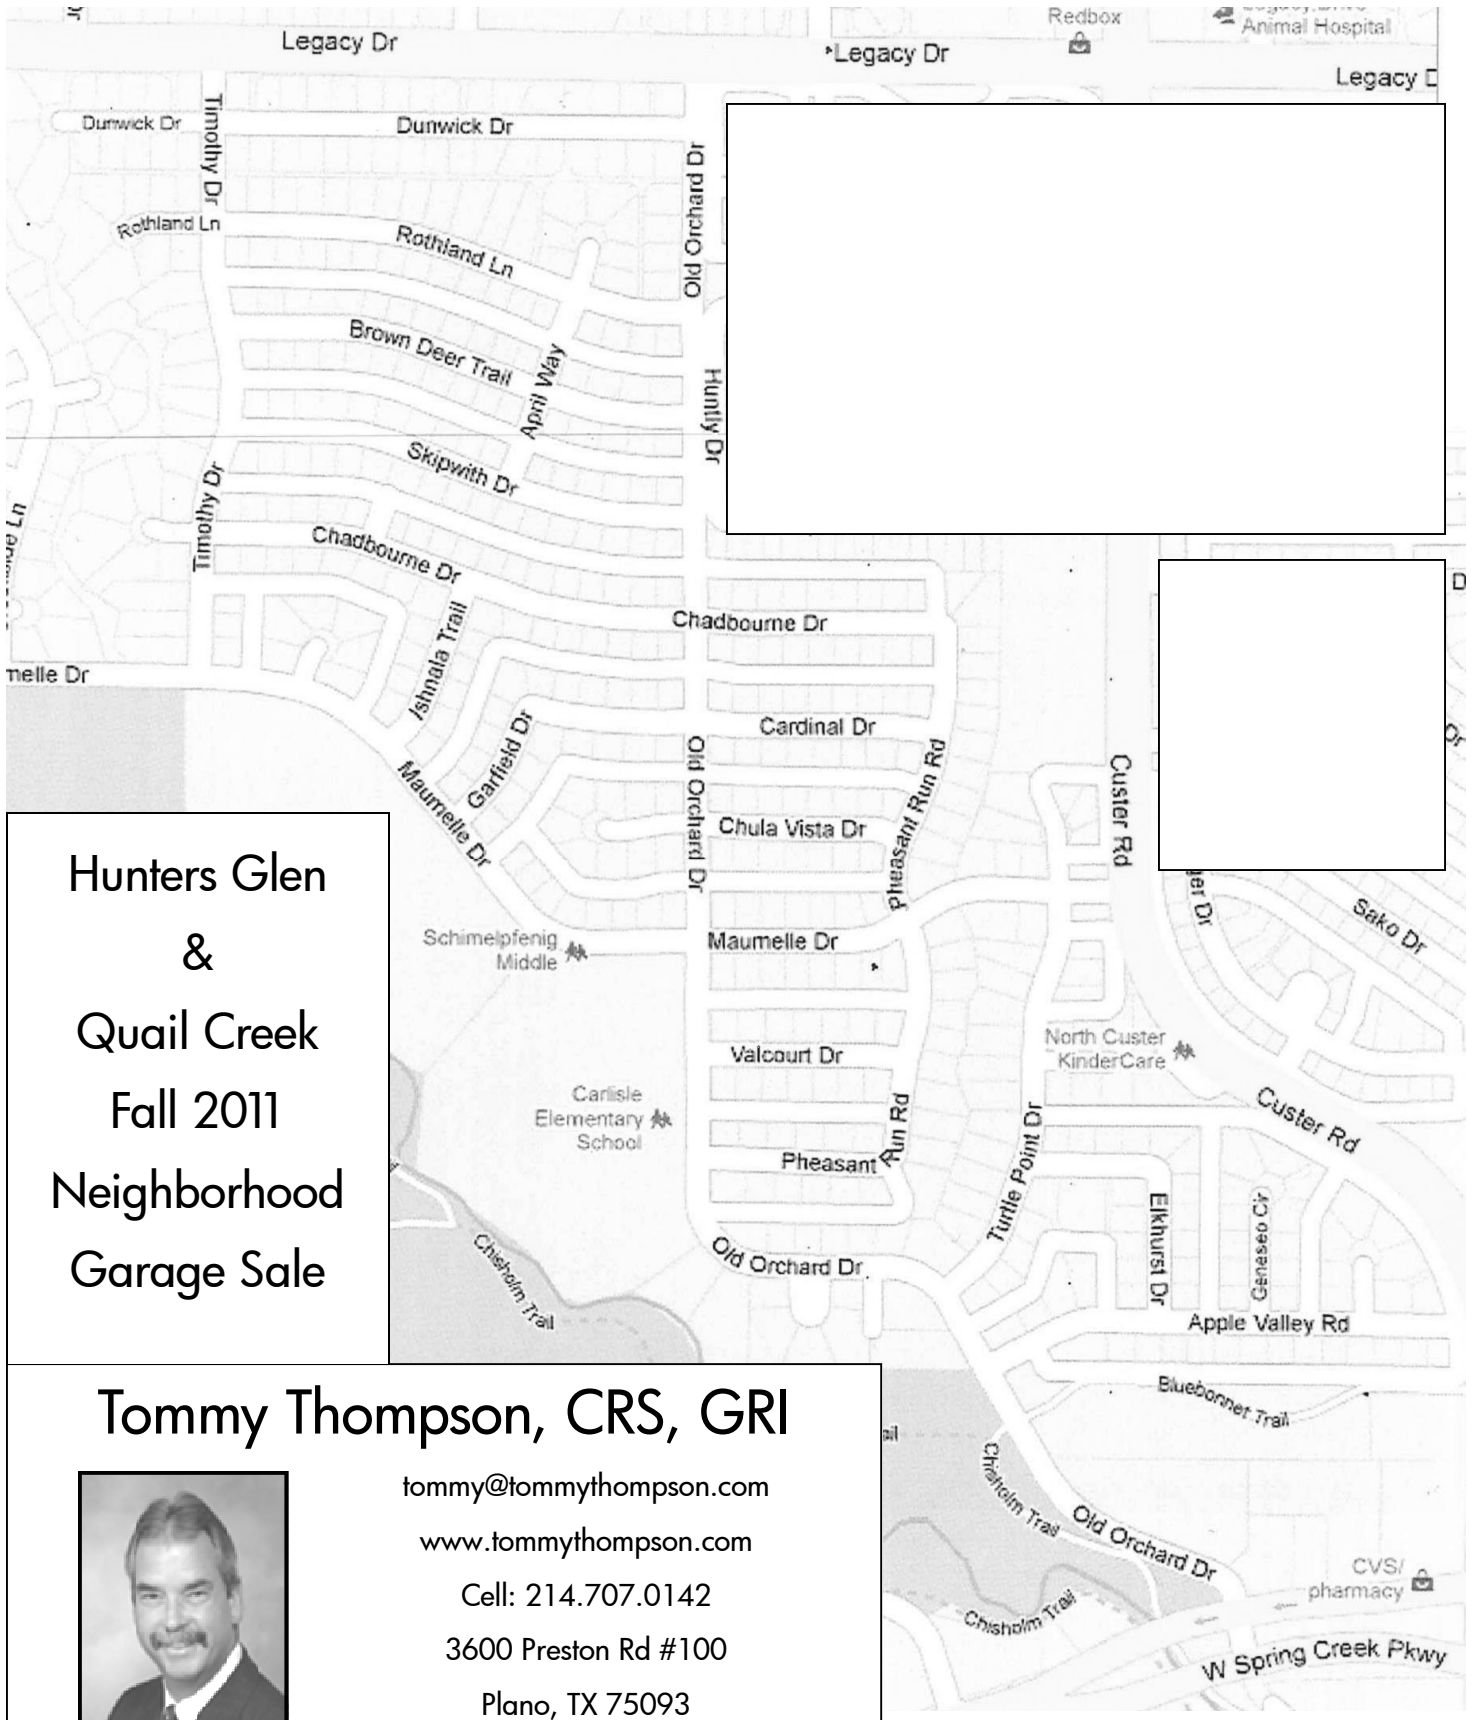 Redbox
Animal Hospital
Legacy Dr
Legacy Dr
Legacy D
Dunwick Dr
Dunwick Dr
Timothy Dr
Old Orchard Dr
Rothland Ln
Rothland Ln
Brown Deer Trail
April Way
Huntly Dr
Skipwith Dr
Timothy Dr
Ln
Chadbourne Dr
Chadbourne Dr
Ishnala Trail
melle Dr
Garfield Dr
Cardinal Dr
Old Orchard Dr
Pheasant Run Rd
Custer Rd
Dr
Maumelle Dr
Chula Vista Dr
er Dr
Sako Dr
Schimelpfenig
Middle
Maumelle Dr
Valcourt Dr
North Custer
KinderCare
Carlisle
Elementary
School
Custer Rd
Pheasant Run Rd
Turtle Point Dr
Elkhurst Dr
Geneseo Cir
Chisholm Trail
Old Orchard Dr
Apple Valley Rd
Bluebonnet Trail
Chisholm Trail
Old Orchard Dr
CVS/
pharmacy
Chisholm Trail
W Spring Creek Pkwy
Hunters Glen
&
Quail Creek
Fall 2011
Neighborhood
Garage Sale
Tommy Thompson, CRS, GRI
tommy@tommythompson.com
www.tommythompson.com
Cell: 214.707.0142
3600 Preston Rd #100
Plano, TX 75093